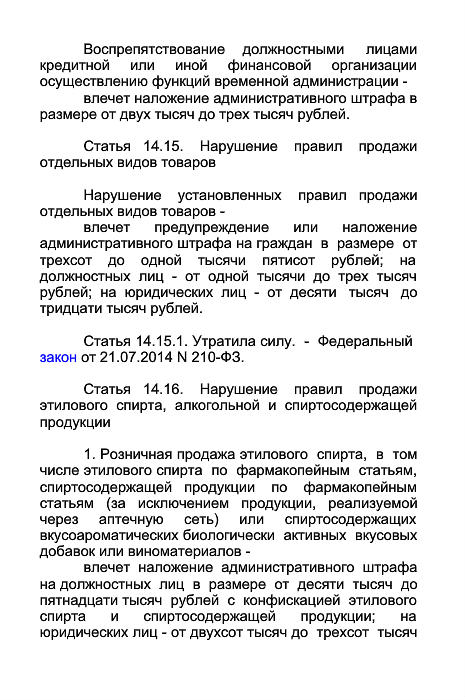 Воспрепятствование должностными лицами
кредитной или иной финансовой организации
осуществлению функций временной администрации -
влечет наложение административного штрафа в
размере от двух тысяч до трех тысяч рублей.
Статья 14.15. Нарушение правил продажи
отдельных видов товаров
Нарушение установленных правил продажи
отдельных видов товаров -
влечет предупреждение или наложение
административного штрафа на граждан в размере от
трехсот до одной тысячи пятисот рублей; на
должностных лиц - от одной тысячи до трех тысяч
рублей; на юридических лиц - от десяти тысяч до
тридцати тысяч рублей.
Статья 14.15.1. Утратила силу. - Федеральный
закон от 21.07.2014 N 210-ФЗ.
Статья 14.16. Нарушение правил продажи
этилового спирта, алкогольной и спиртосодержащей
продукции
1. Розничная продажа этилового спирта, в том
числе этилового спирта по фармакопейным статьям,
спиртосодержащей продукции по фармакопейным
статьям (за исключением продукции, реализуемой
через аптечную сеть) или спиртосодержащих
вкусоароматических биологически активных вкусовых
добавок или виноматериалов -
влечет наложение административного штрафа
на должностных лиц в размере от десяти тысяч до
пятнадцати тысяч рублей с конфискацией этилового
спирта и спиртосодержащей продукции; на
юридических лиц - от двухсот тысяч до трехсот тысяч